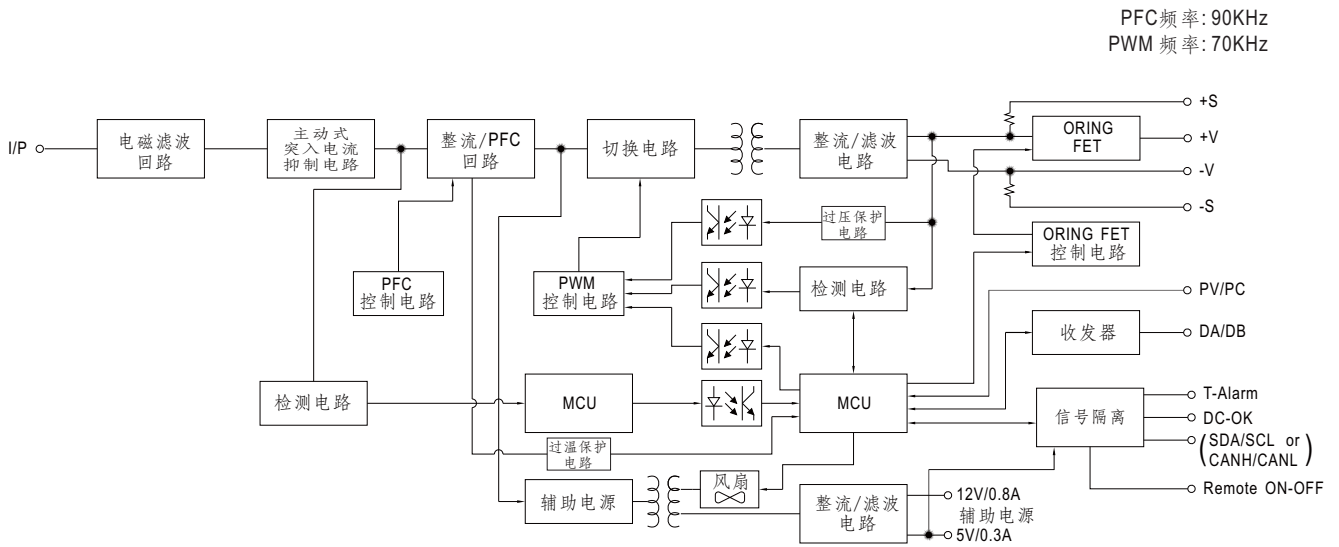 PFC频率: 90KHz
PWM 频率: 70KHz
I/P
电磁滤波
回路
主动式
突入电流
抑制电路
整流/PFC
回路
切换电路
整流/滤波
电路
ORING
FET
+S
+V
-V
-S
过压保护
电路
ORING FET
控制电路
PFC
控制电路
PWM
控制电路
检测电路
PV/PC
收发器
DA/DB
检测电路
MCU
MCU
信号隔离
T-Alarm
DC-OK
(SDA/SCL or
CANH/CANL)
Remote ON-OFF
过温保护
电路
辅助电源
风扇
整流/滤波
电路
12V/0.8A
辅助电源
5V/0.3A